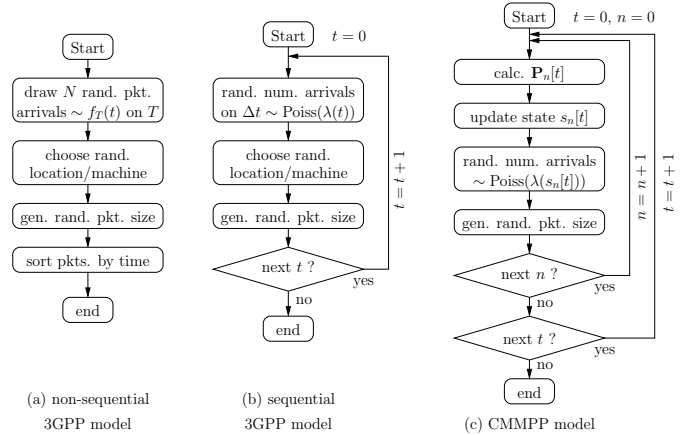 Start
draw N rand. pkt.
arrivals ∼ f_T(t) on T
choose rand.
location/machine
gen. rand. pkt. size
sort pkts. by time
end
(a) non-sequential
3GPP model
Start
t = 0
rand. num. arrivals
on Δt ∼ Poiss(λ(t))
choose rand.
location/machine
gen. rand. pkt. size
next t ?
yes
no
end
t = t + 1
(b) sequential
3GPP model
Start
t = 0, n = 0
calc. P_n[t]
update state s_n[t]
rand. num. arrivals
∼ Poiss(λ(s_n[t]))
gen. rand. pkt. size
next n ?
yes
no
next t ?
yes
no
end
n = n + 1
t = t + 1
(c) CMMPP model